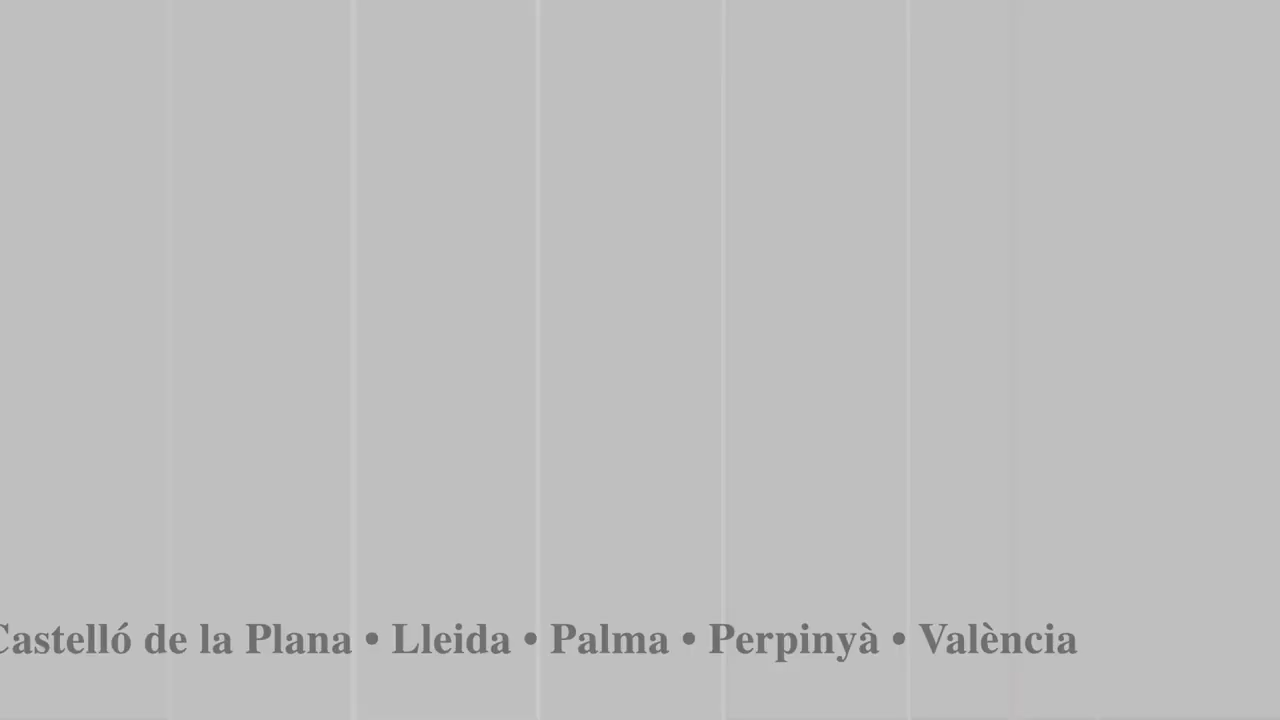 Castelló de la Plana • Lleida • Palma • Perpinyà • València